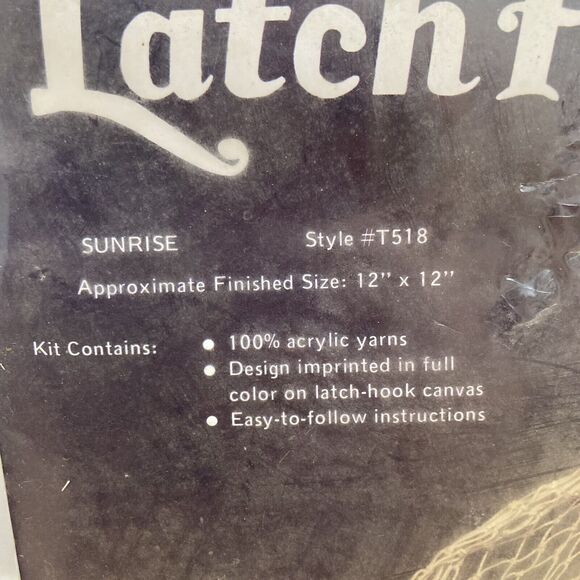 Latch
SUNRISE Style #T518
Approximate Finished Size: 12" x 12"
Kit Contains: • 100% acrylic yarns
• Design imprinted in full
color on latch-hook canvas
• Easy-to-follow instructions